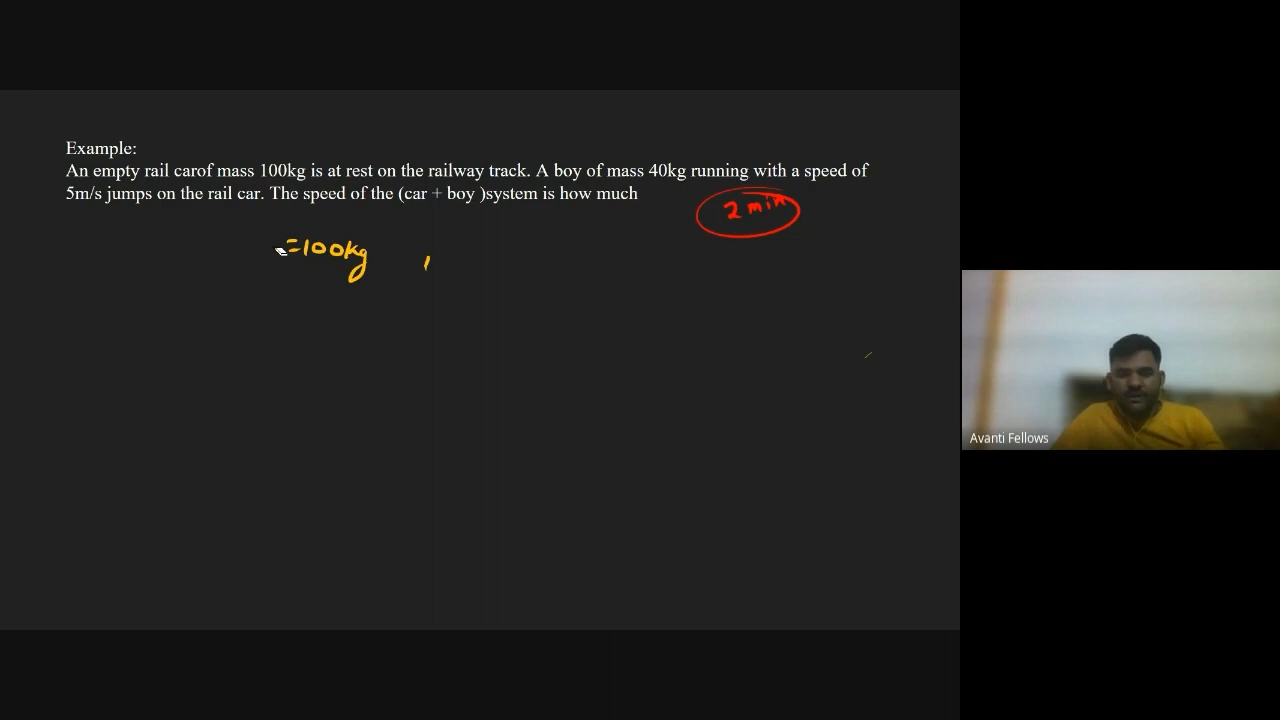 Example:
An empty rail carof mass 100kg is at rest on the railway track. A boy of mass 40kg running with a speed of
5m/s jumps on the rail car. The speed of the (car + boy )system is how much
2 min
=100kg
Avanti Fellows